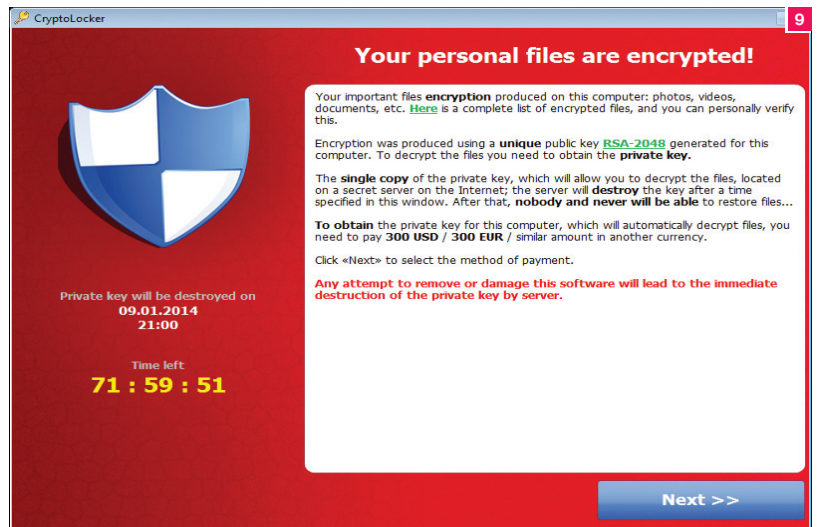 CryptoLocker
9
Your personal files are encrypted!
Your important files encryption produced on this computer: photos, videos,
documents, etc. Here is a complete list of encrypted files, and you can personally verify
this.
Encryption was produced using a unique public key RSA-2048 generated for this
computer. To decrypt the files you need to obtain the private key.
The single copy of the private key, which will allow you to decrypt the files, located
on a secret server on the Internet; the server will destroy the key after a time
specified in this window. After that, nobody and never will be able to restore files...
To obtain the private key for this computer, which will automatically decrypt files, you
need to pay 300 USD / 300 EUR / similar amount in another currency.
Click «Next» to select the method of payment.
Any attempt to remove or damage this software will lead to the immediate
destruction of the private key by server.
Private key will be destroyed on
09.01.2014
21:00
Time left
71 : 59 : 51
Next >>